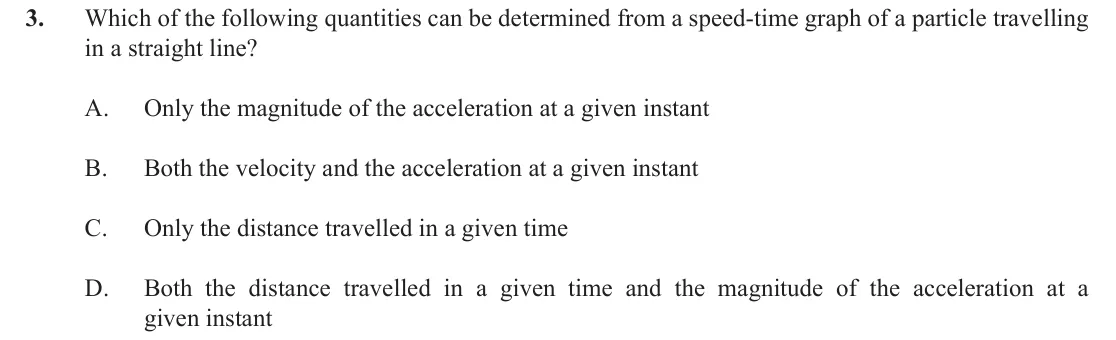 3. Which of the following quantities can be determined from a speed-time graph of a particle travelling
in a straight line?
A. Only the magnitude of the acceleration at a given instant
B. Both the velocity and the acceleration at a given instant
C. Only the distance travelled in a given time
D. Both the distance travelled in a given time and the magnitude of the acceleration at a
given instant